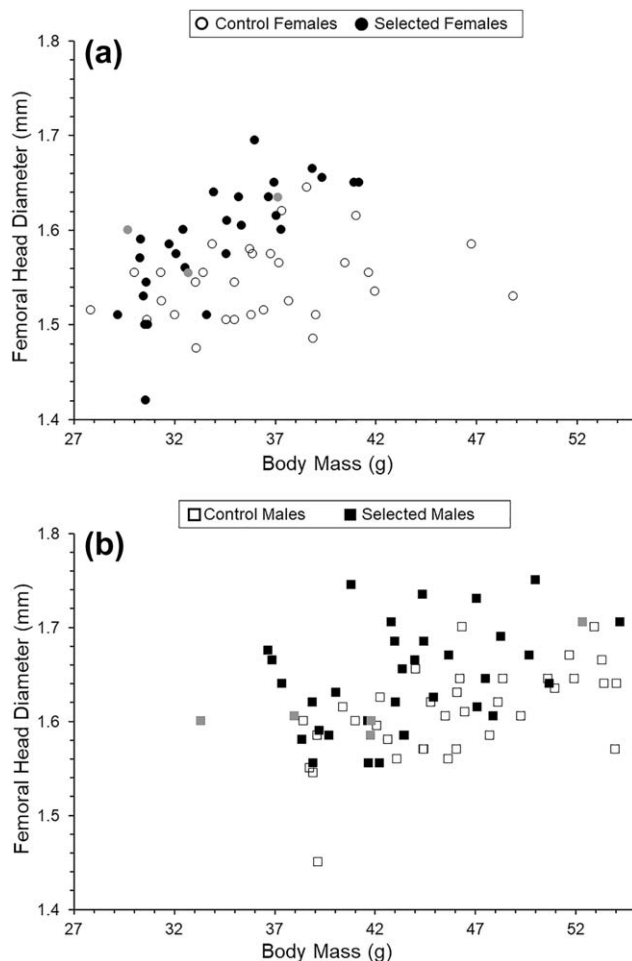 ○ Control Females ● Selected Females
(a)
Femoral Head Diameter (mm)
1.8
1.7
1.6
1.5
1.4
27 32 37 42 47 52
Body Mass (g)
□ Control Males ■ Selected Males
(b)
Femoral Head Diameter (mm)
1.8
1.7
1.6
1.5
1.4
27 32 37 42 47 52
Body Mass (g)